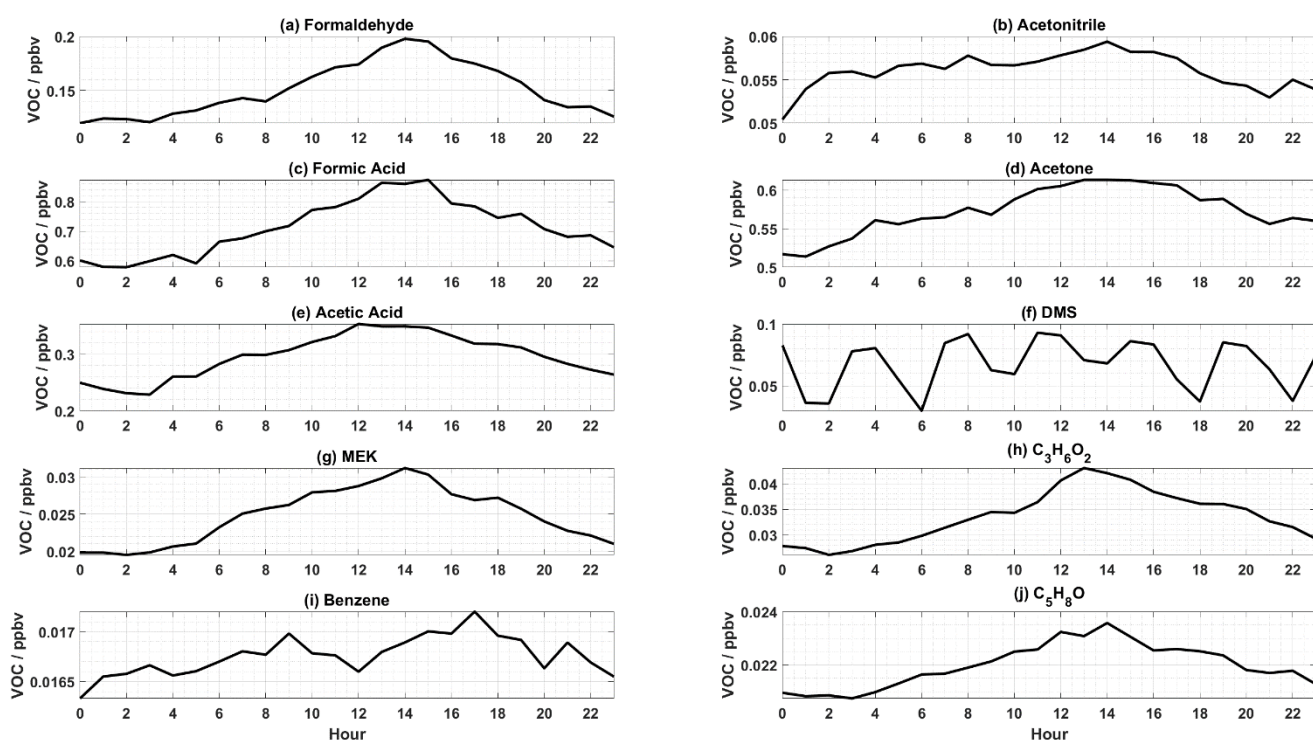 (a) Formaldehyde
VOC / ppbv
0.2
0.15
0 2 4 6 8 10 12 14 16 18 20 22
(b) Acetonitrile
VOC / ppbv
0.06
0.055
0.05
0 2 4 6 8 10 12 14 16 18 20 22
(c) Formic Acid
VOC / ppbv
0.8
0.7
0.6
0 2 4 6 8 10 12 14 16 18 20 22
(d) Acetone
VOC / ppbv
0.6
0.55
0.5
0 2 4 6 8 10 12 14 16 18 20 22
(e) Acetic Acid
VOC / ppbv
0.3
0.2
0 2 4 6 8 10 12 14 16 18 20 22
(f) DMS
VOC / ppbv
0.1
0.05
0 2 4 6 8 10 12 14 16 18 20 22
(g) MEK
VOC / ppbv
0.03
0.025
0.02
0 2 4 6 8 10 12 14 16 18 20 22
(h) C₃H₆O₂
VOC / ppbv
0.04
0.035
0.03
0 2 4 6 8 10 12 14 16 18 20 22
(i) Benzene
VOC / ppbv
0.017
0.0165
0 2 4 6 8 10 12 14 16 18 20 22
Hour
(j) C₅H₈O
VOC / ppbv
0.024
0.022
0 2 4 6 8 10 12 14 16 18 20 22
Hour